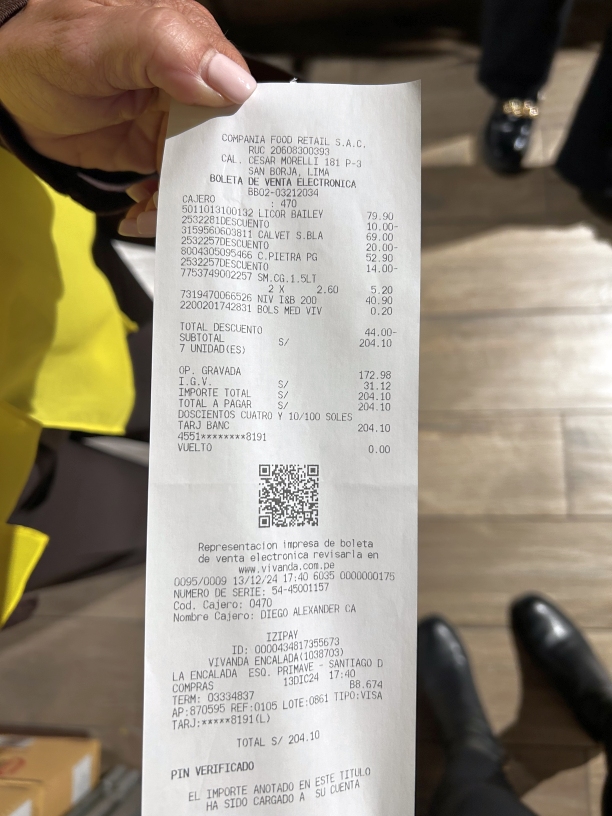 COMPANIA FOOD RETAIL S.A.C.
RUC 20608300393
CAL. CESAR MORELLI 181 P-3
SAN BORJA, LIMA
BOLETA DE VENTA ELECTRONICA
BB02-03212034
CAJERO : 470
5011013100132 LICOR BAILEY 79.90
2532281DESCUENTO 10.00-
3159560603811 CALVET S.BLA 69.00
2532257DESCUENTO 20.00-
8004305095466 C.PIETRA PG 52.90
2532257DESCUENTO 14.00-
7753749002257 SM.CG.1.5LT
2 X 2.60 5.20
7319470066526 NIV I&B 200 40.90
2200201742831 BOLS MED VIV 0.20
TOTAL DESCUENTO 44.00-
SUBTOTAL S/ 204.10
7 UNIDAD(ES)
OP. GRAVADA 172.98
I.G.V. S/ 31.12
IMPORTE TOTAL S/ 204.10
TOTAL A PAGAR S/ 204.10
DOSCIENTOS CUATRO Y 10/100 SOLES
TARJ BANC 204.10
4551********8191
VUELTO 0.00
Representacion impresa de boleta
de venta electronica revisarla en
www.vivanda.com.pe
0095/0009 13/12/24 17:40 6035 0000000175
NUMERO DE SERIE: 54-45001157
Cod. Cajero: 0470
Nombre Cajero: DIEGO ALEXANDER CA
IZIPAY
ID: 0000434817355673
VIVANDA ENCALADA(1038703)
LA ENCALADA ESQ. PRIMAVE - SANTIAGO D
COMPRAS 13DIC24 17:40
TERM: 03334837 B8.674
AP:870595 REF:0105 LOTE:0861 TIPO:VISA
TARJ:*****8191(L)
TOTAL S/ 204.10
PIN VERIFICADO
EL IMPORTE ANOTADO EN ESTE TITULO
HA SIDO CARGADO A SU CUENTA